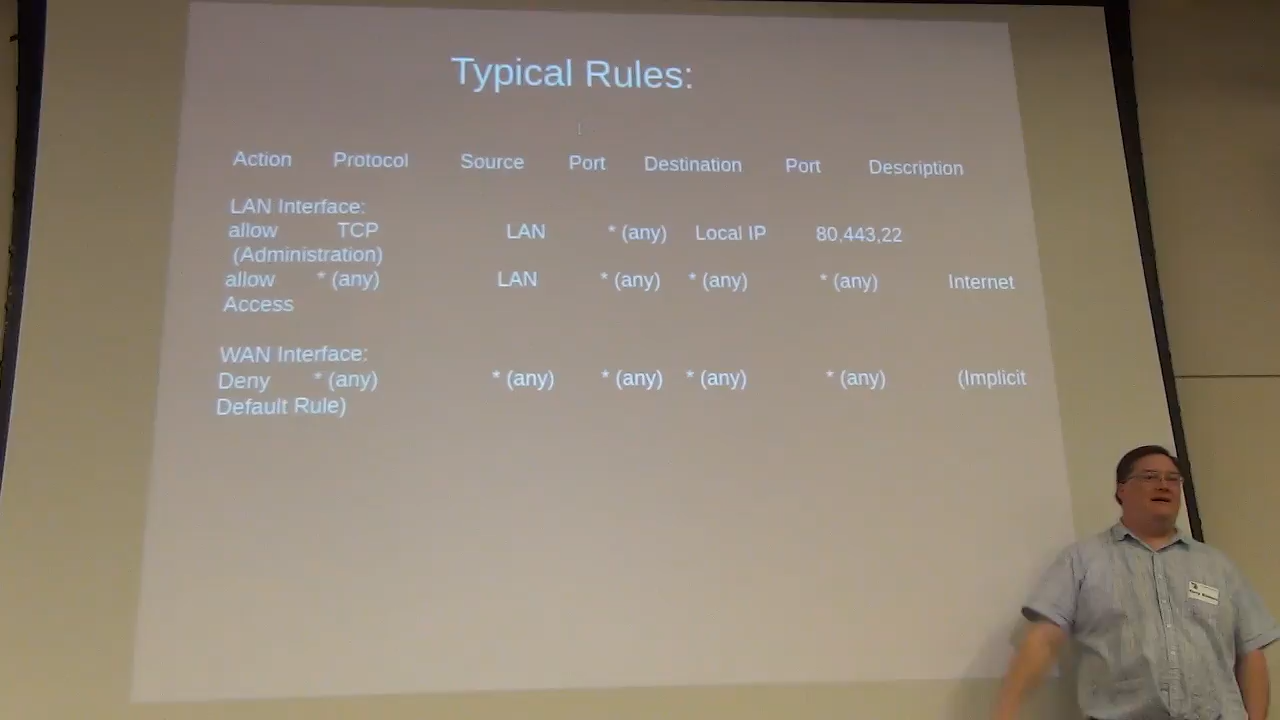 Typical Rules:
Action Protocol Source Port Destination Port Description
LAN Interface:
allow TCP LAN * (any) Local IP 80,443,22
(Administration)
allow * (any) LAN * (any) * (any) * (any) Internet
Access
WAN Interface:
Deny * (any) * (any) * (any) * (any) * (any) (Implicit
Default Rule)